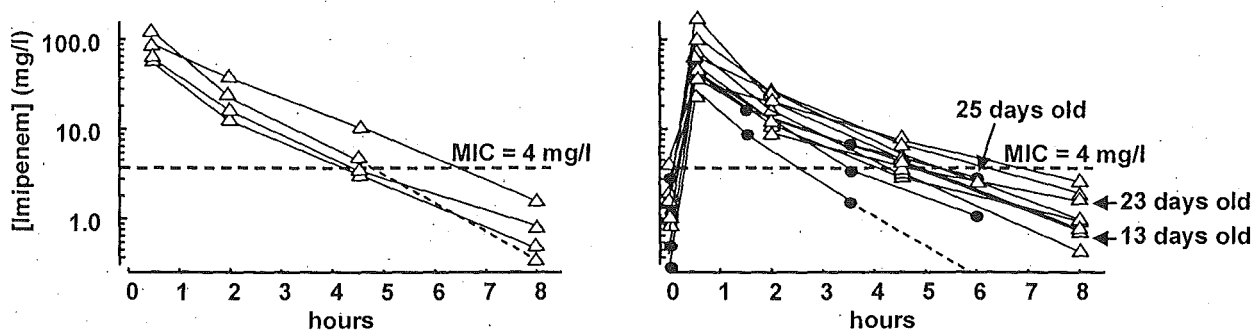 [Imipenem] (mg/l)
100.0
10.0
1.0
MIC = 4 mg/l
0 1 2 3 4 5 6 7 8
hours
25 days old
MIC = 4 mg/l
23 days old
13 days old
0 1 2 3 4 5 6 7 8
hours